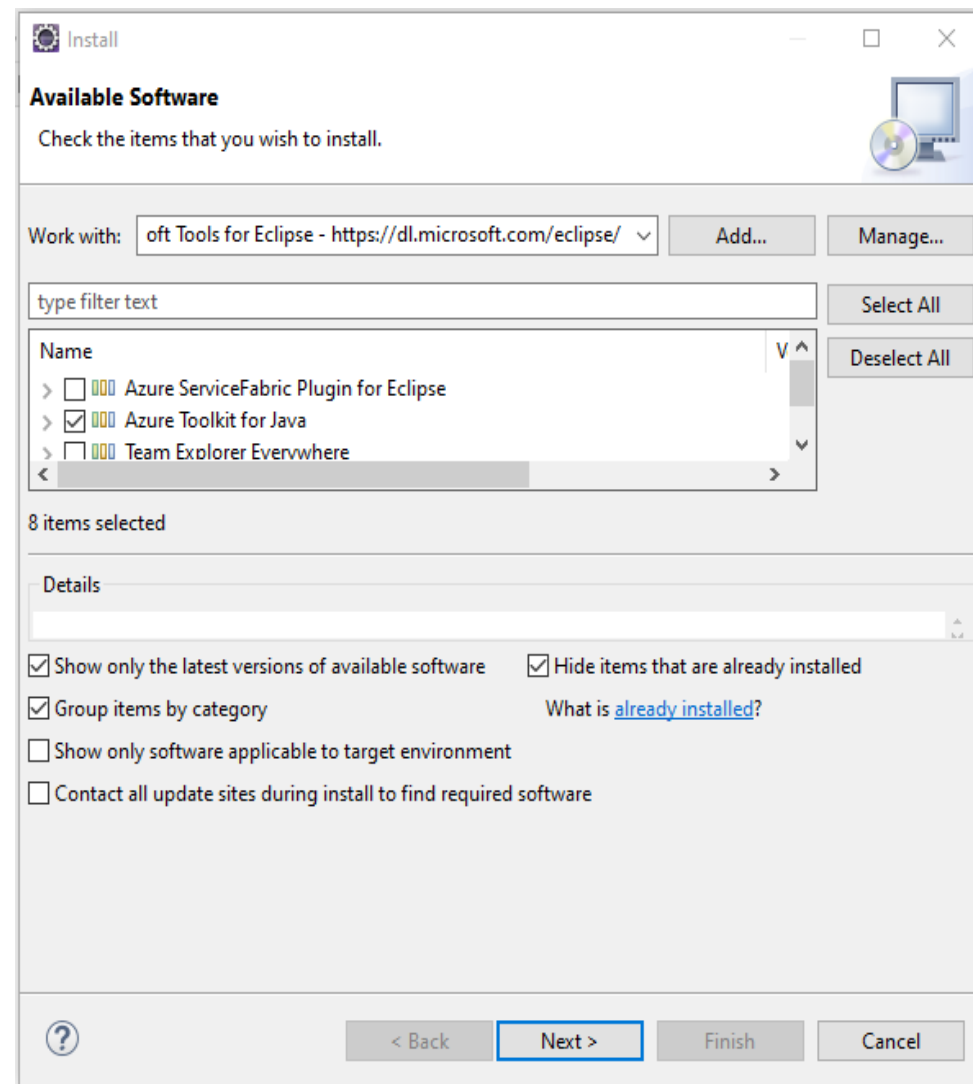 Install
Available Software
Check the items that you wish to install.
Work with: oft Tools for Eclipse - https://dl.microsoft.com/eclipse/ Add... Manage...
type filter text Select All
Name V Deselect All
Azure ServiceFabric Plugin for Eclipse
Azure Toolkit for Java
Team Explorer Everywhere
8 items selected
Details
Show only the latest versions of available software Hide items that are already installed
Group items by category What is already installed?
Show only software applicable to target environment
Contact all update sites during install to find required software
? < Back Next > Finish Cancel